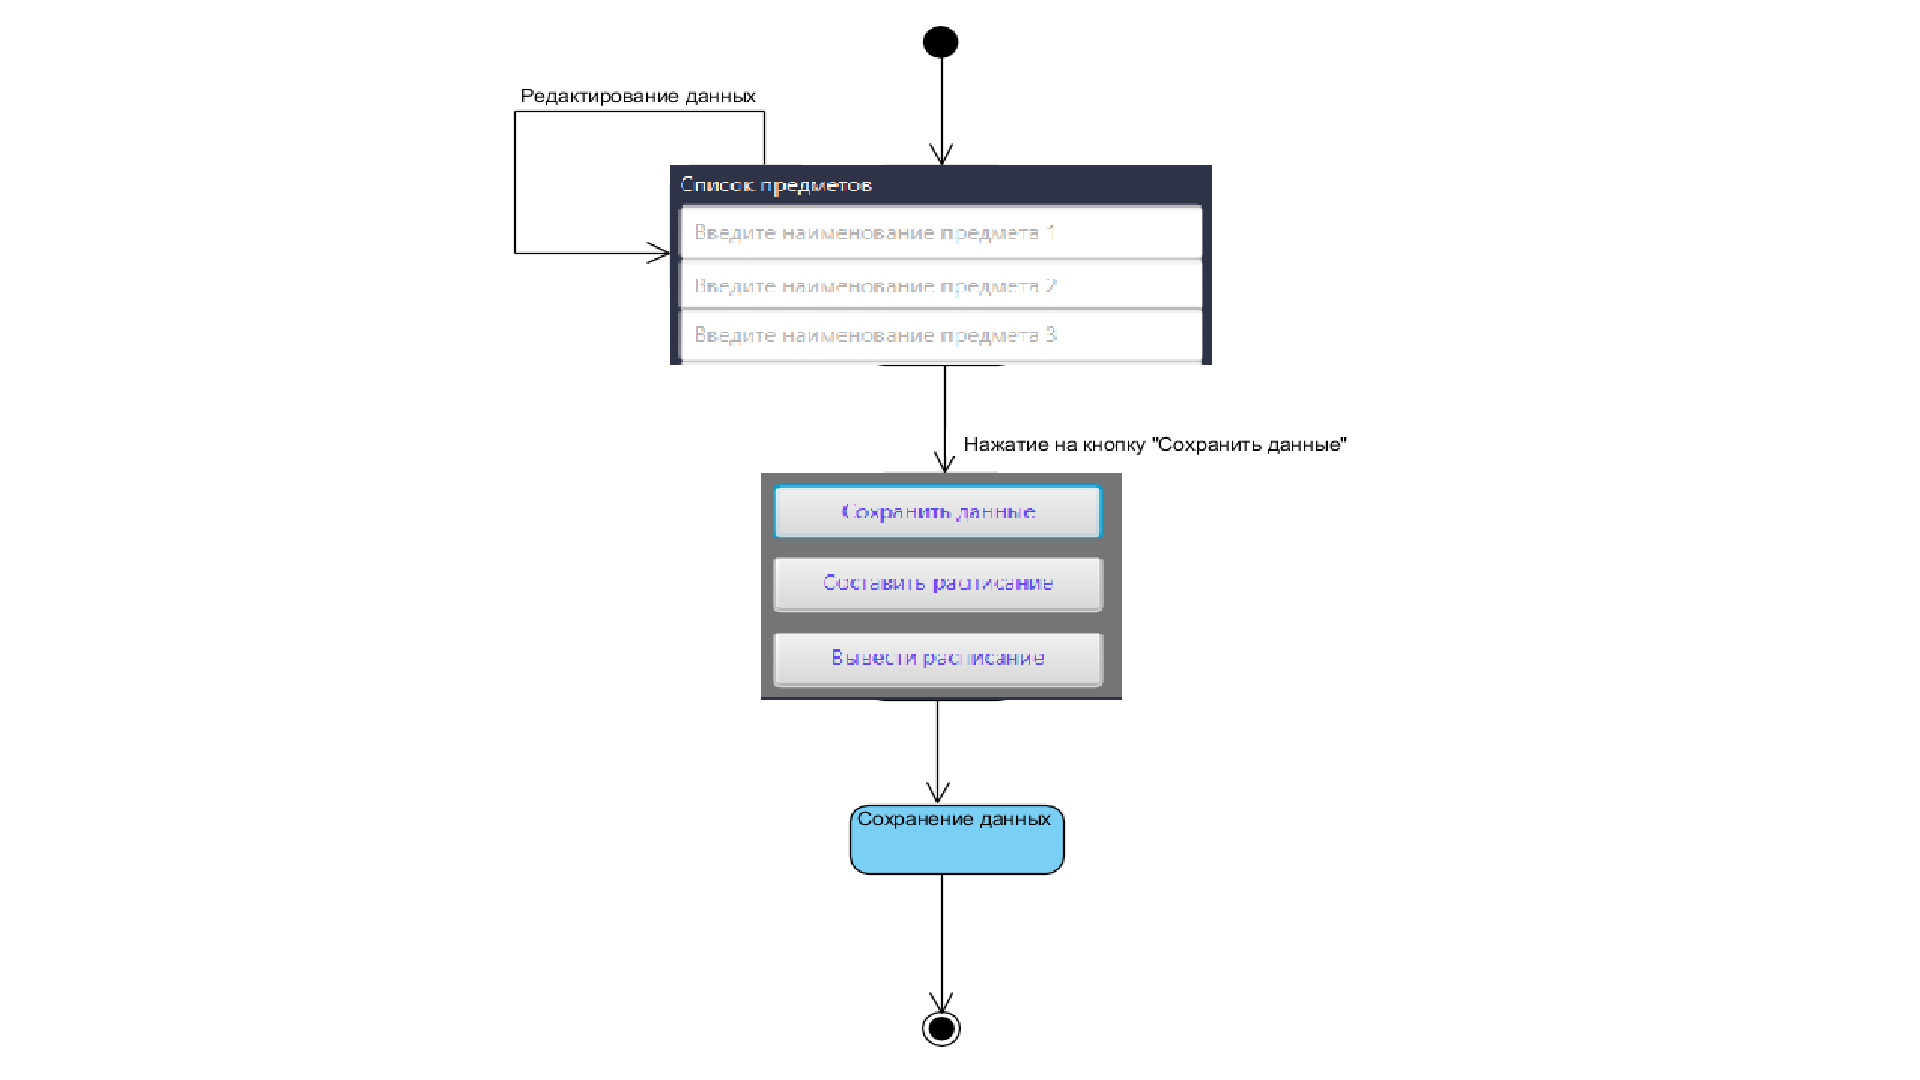 Редактирование данных
Список предметов
Введите наименование предмета 1
Введите наименование предмета 2
Введите наименование предмета 3
Нажатие на кнопку "Сохранить данные"
Сохранить данные
Составить расписание
Вывести расписание
Сохранение данных